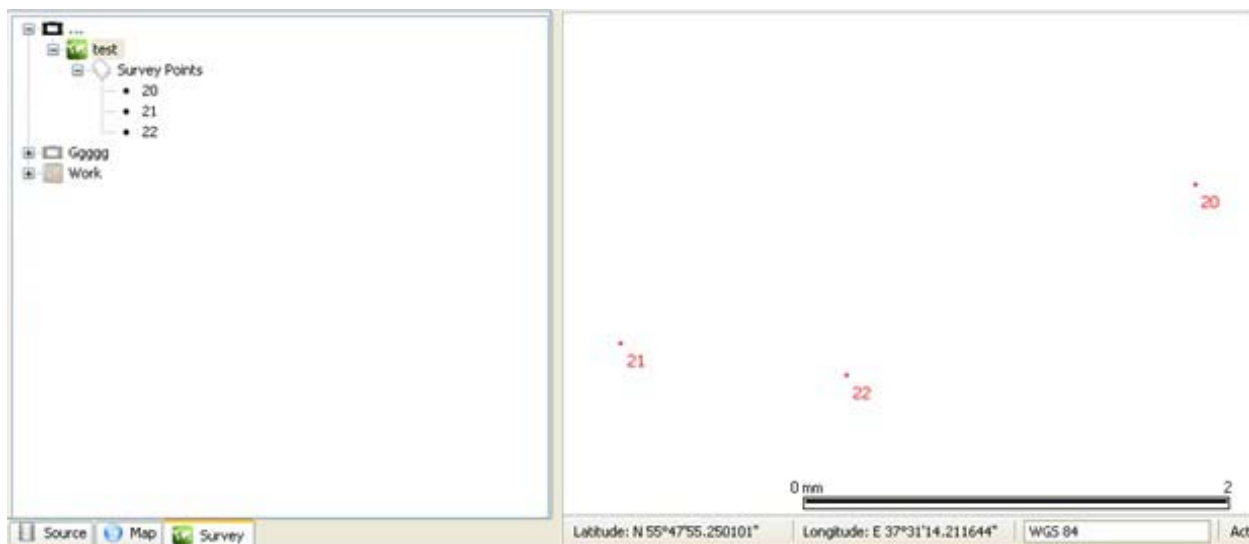 ...
test
Survey Points
20
21
22
Ggggg
Work
Source
Map
Survey
20
21
22
0 mm
2
Latitude: N 55°47'55.250101"
Longitude: E 37°31'14.211644"
WGS 84
Act